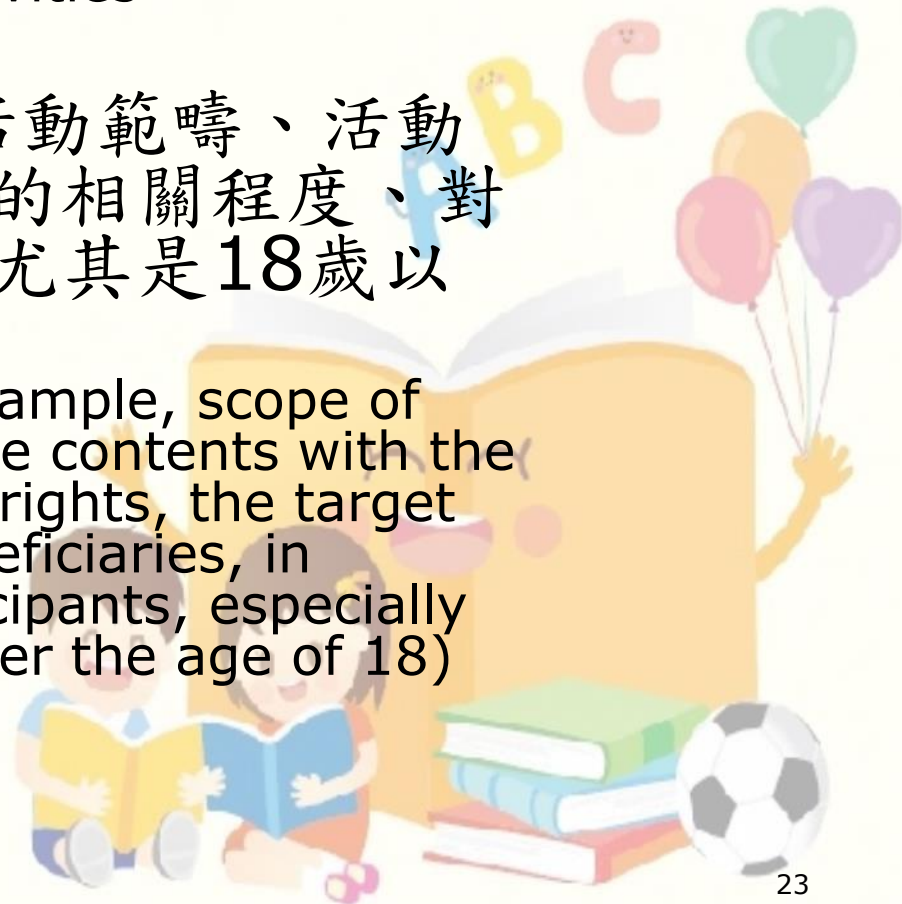 動範疇、活動
的相關程度、對
尤其是18歲以
ample, scope of
e contents with the
rights, the target
eficiaries, in
cipants, especially
er the age of 18)
A B C
23